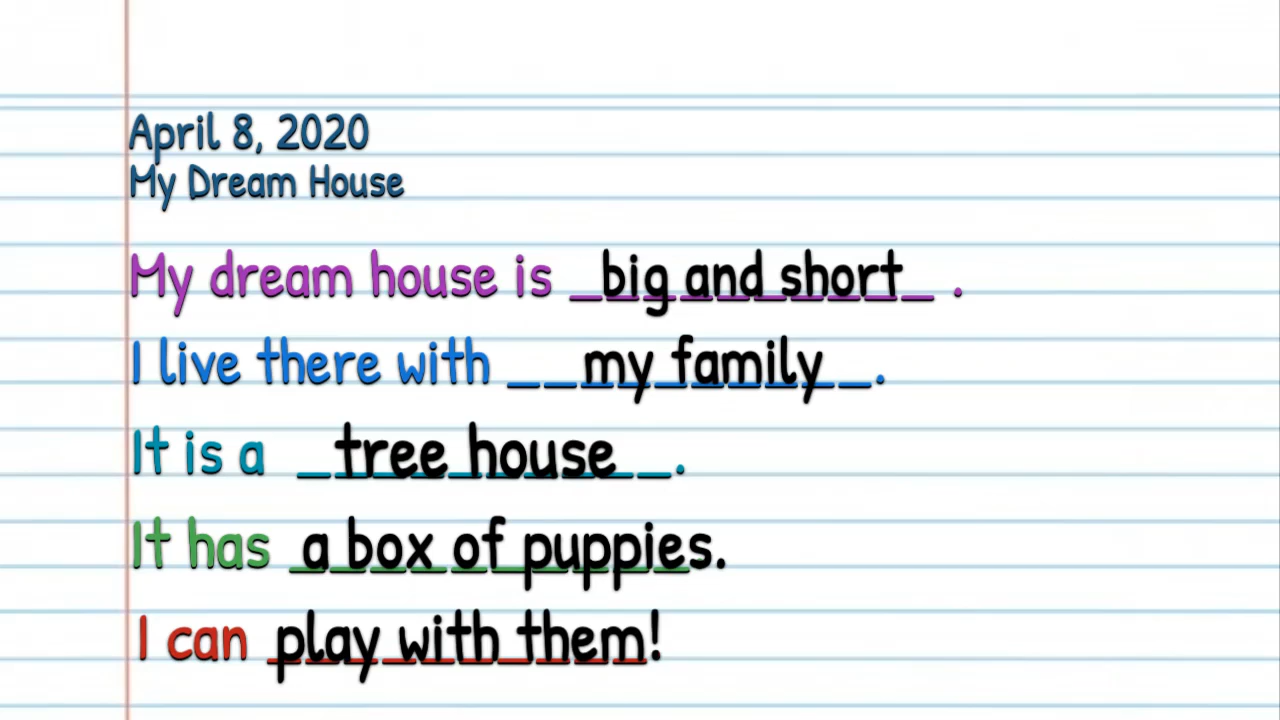 April 8, 2020
My Dream House
My dream house is big and short .
I live there with my family.
It is a tree house.
It has a box of puppies.
I can play with them!